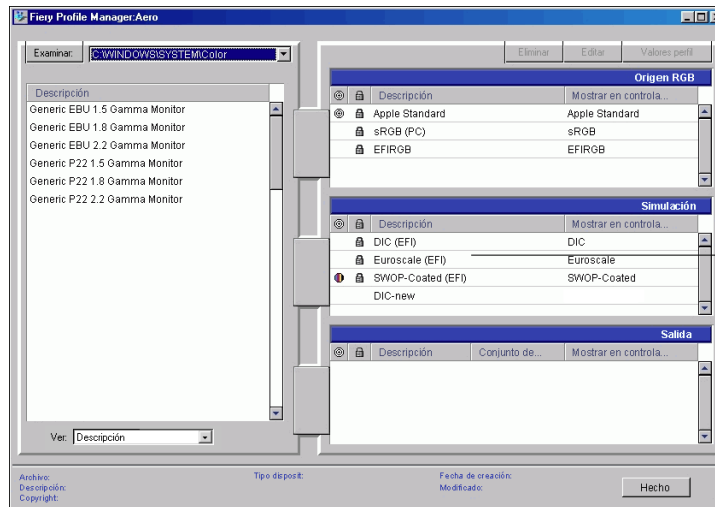 Fiery Profile Manager:Aero
Examinar:
C:\WINDOWS\SYSTEM\Color
Descripción
Generic EBU 1.5 Gamma Monitor
Generic EBU 1.8 Gamma Monitor
Generic EBU 2.2 Gamma Monitor
Generic P22 1.5 Gamma Monitor
Generic P22 1.8 Gamma Monitor
Generic P22 2.2 Gamma Monitor
Ver: Descripción
Eliminar Editar Valores perfil
Origen RGB
Descripción Mostrar en controla...
Apple Standard Apple Standard
sRGB (PC) sRGB
EFIRGB EFIRGB
Simulación
Descripción Mostrar en controla...
DIC (EFI) DIC
Euroscale (EFI) Euroscale
SWOP-Coated (EFI) SWOP-Coated
DIC-new
Salida
Descripción Conjunto de... Mostrar en controla...
Archivo: Tipo disposit: Fecha de creación:
Descripción: Modificado:
Copyright:
Hecho